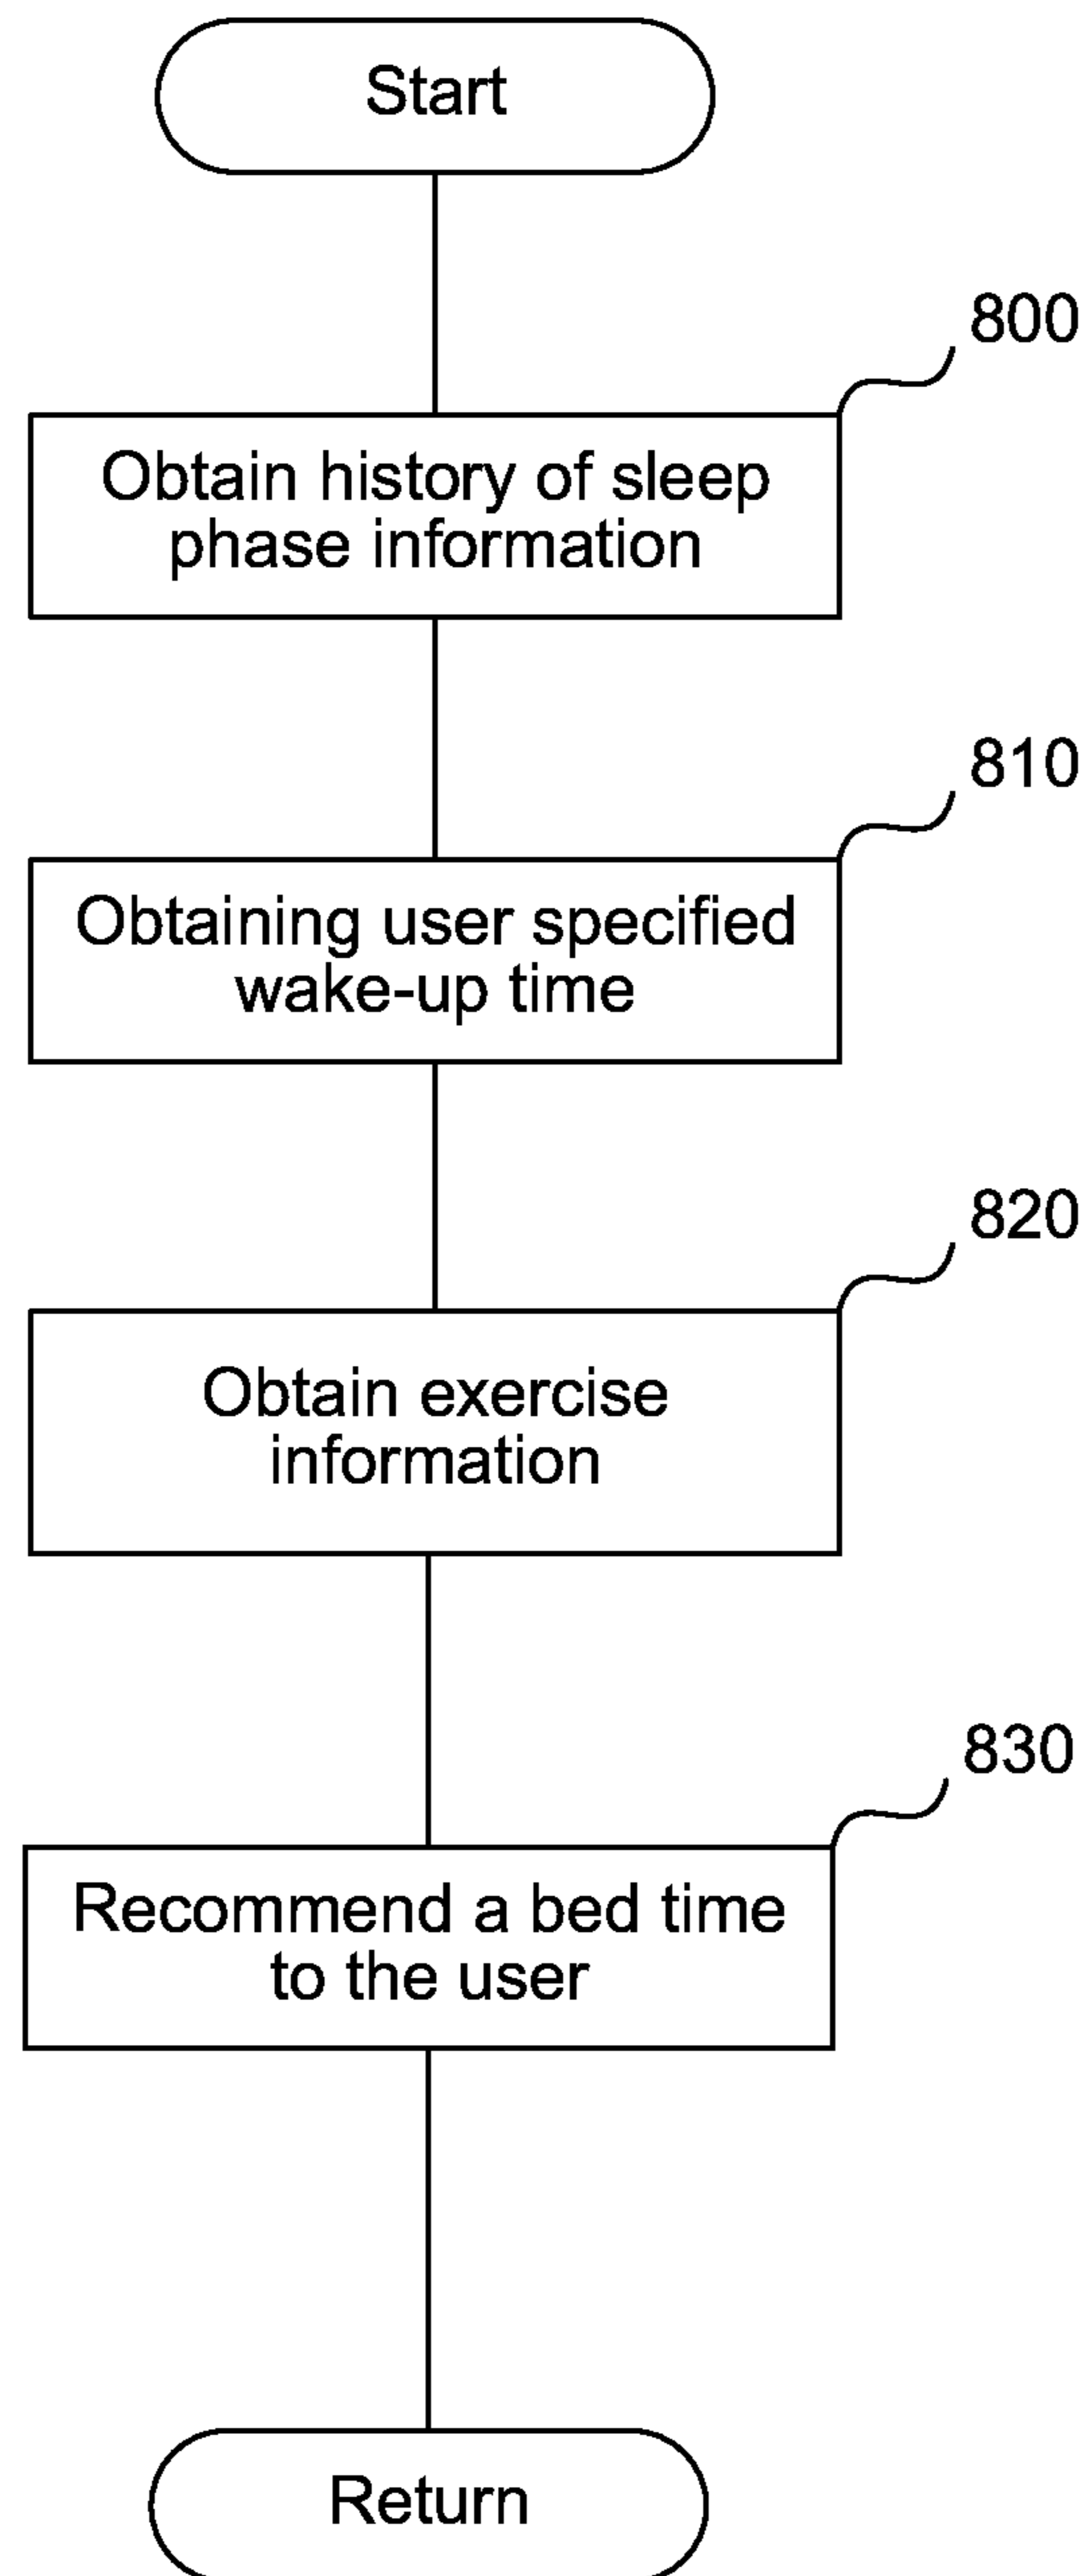 Start
800
Obtain history of sleep
phase information
810
Obtaining user specified
wake-up time
820
Obtain exercise
information
830
Recommend a bed time
to the user
Return